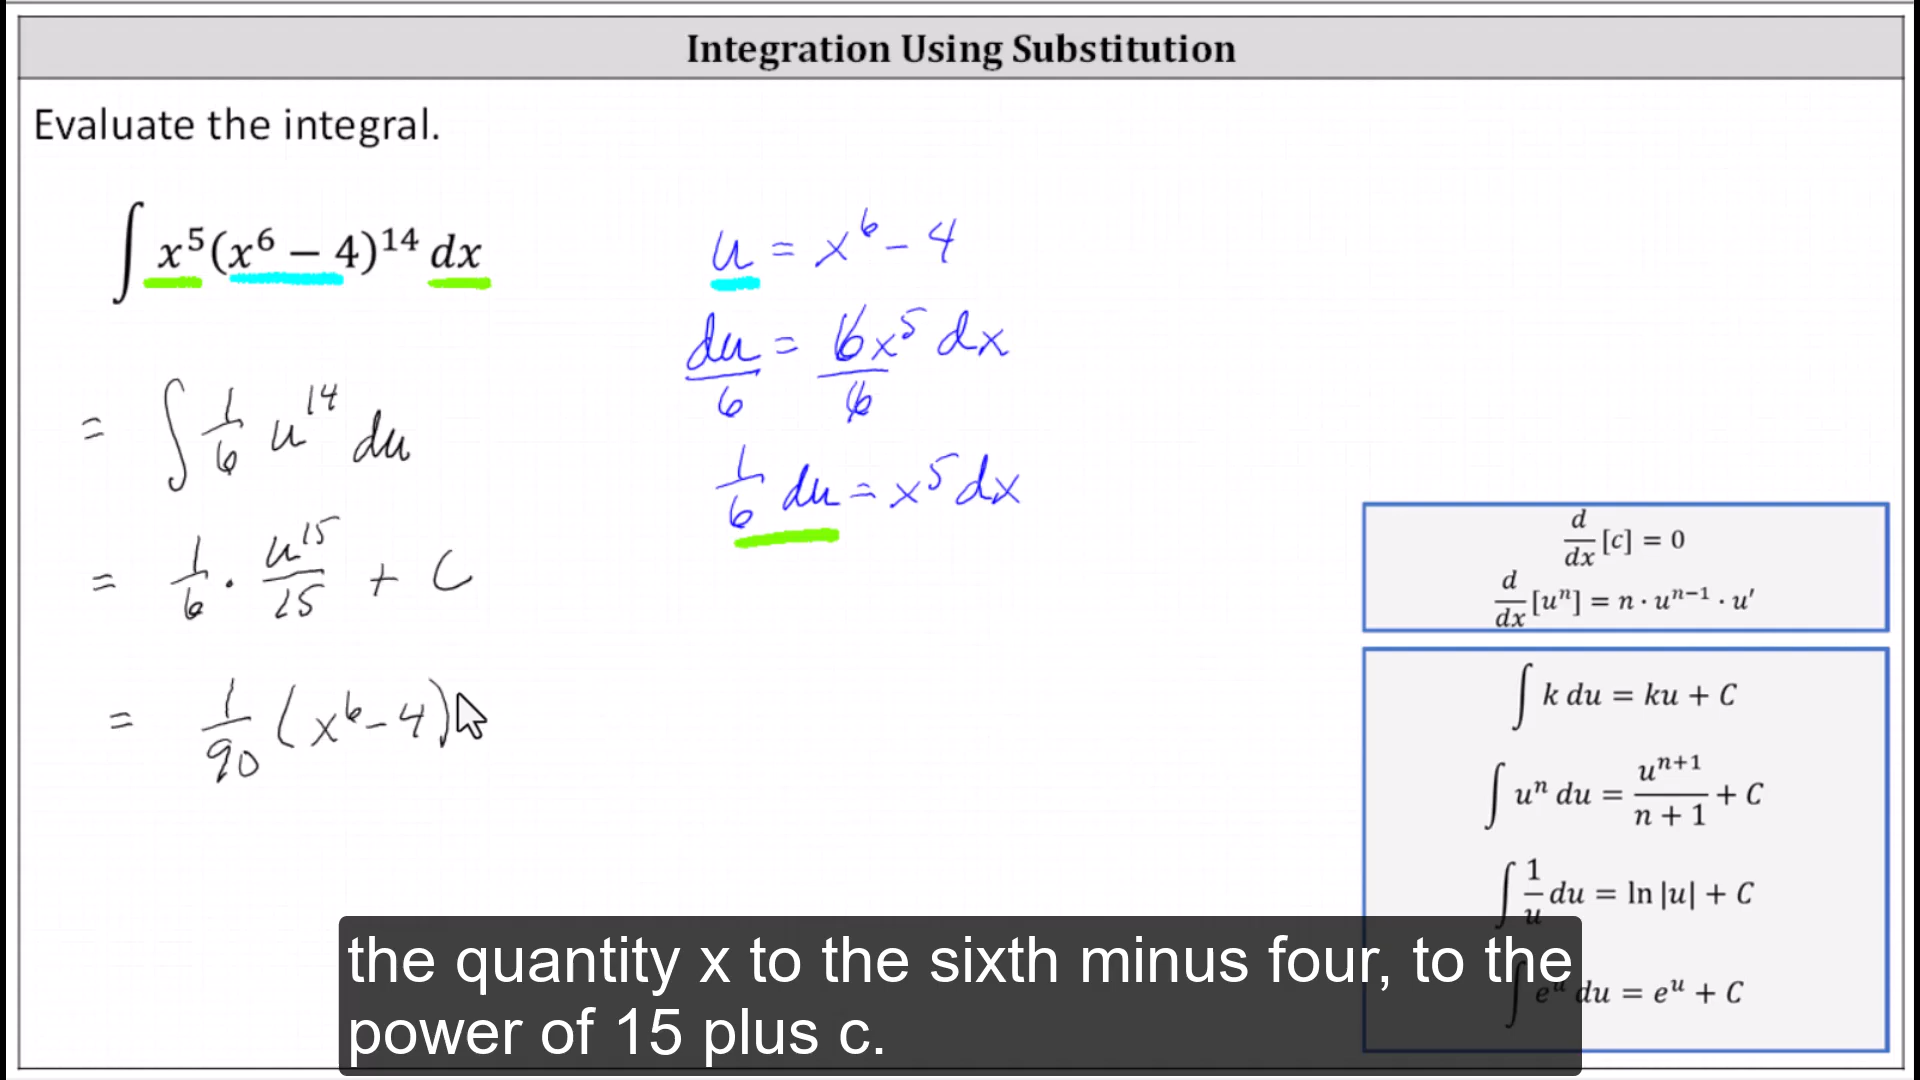 Integration Using Substitution
Evaluate the integral.
∫ x⁵(x⁶ − 4)¹⁴ dx
= ∫ 1/6 u¹⁴ du
= 1/6 · u¹⁵/15 + C
= 1/90 (x⁶ − 4)
u = x⁶ − 4
du/6 = 6x⁵/6 dx
1/6 du = x⁵ dx
d/dx [c] = 0
d/dx [uⁿ] = n · uⁿ⁻¹ · u′
∫ k du = ku + C
∫ uⁿ du = uⁿ⁺¹/(n + 1) + C
∫ 1/u du = ln |u| + C
∫ eᵘ du = eᵘ + C
the quantity x to the sixth minus four, to the
power of 15 plus c.